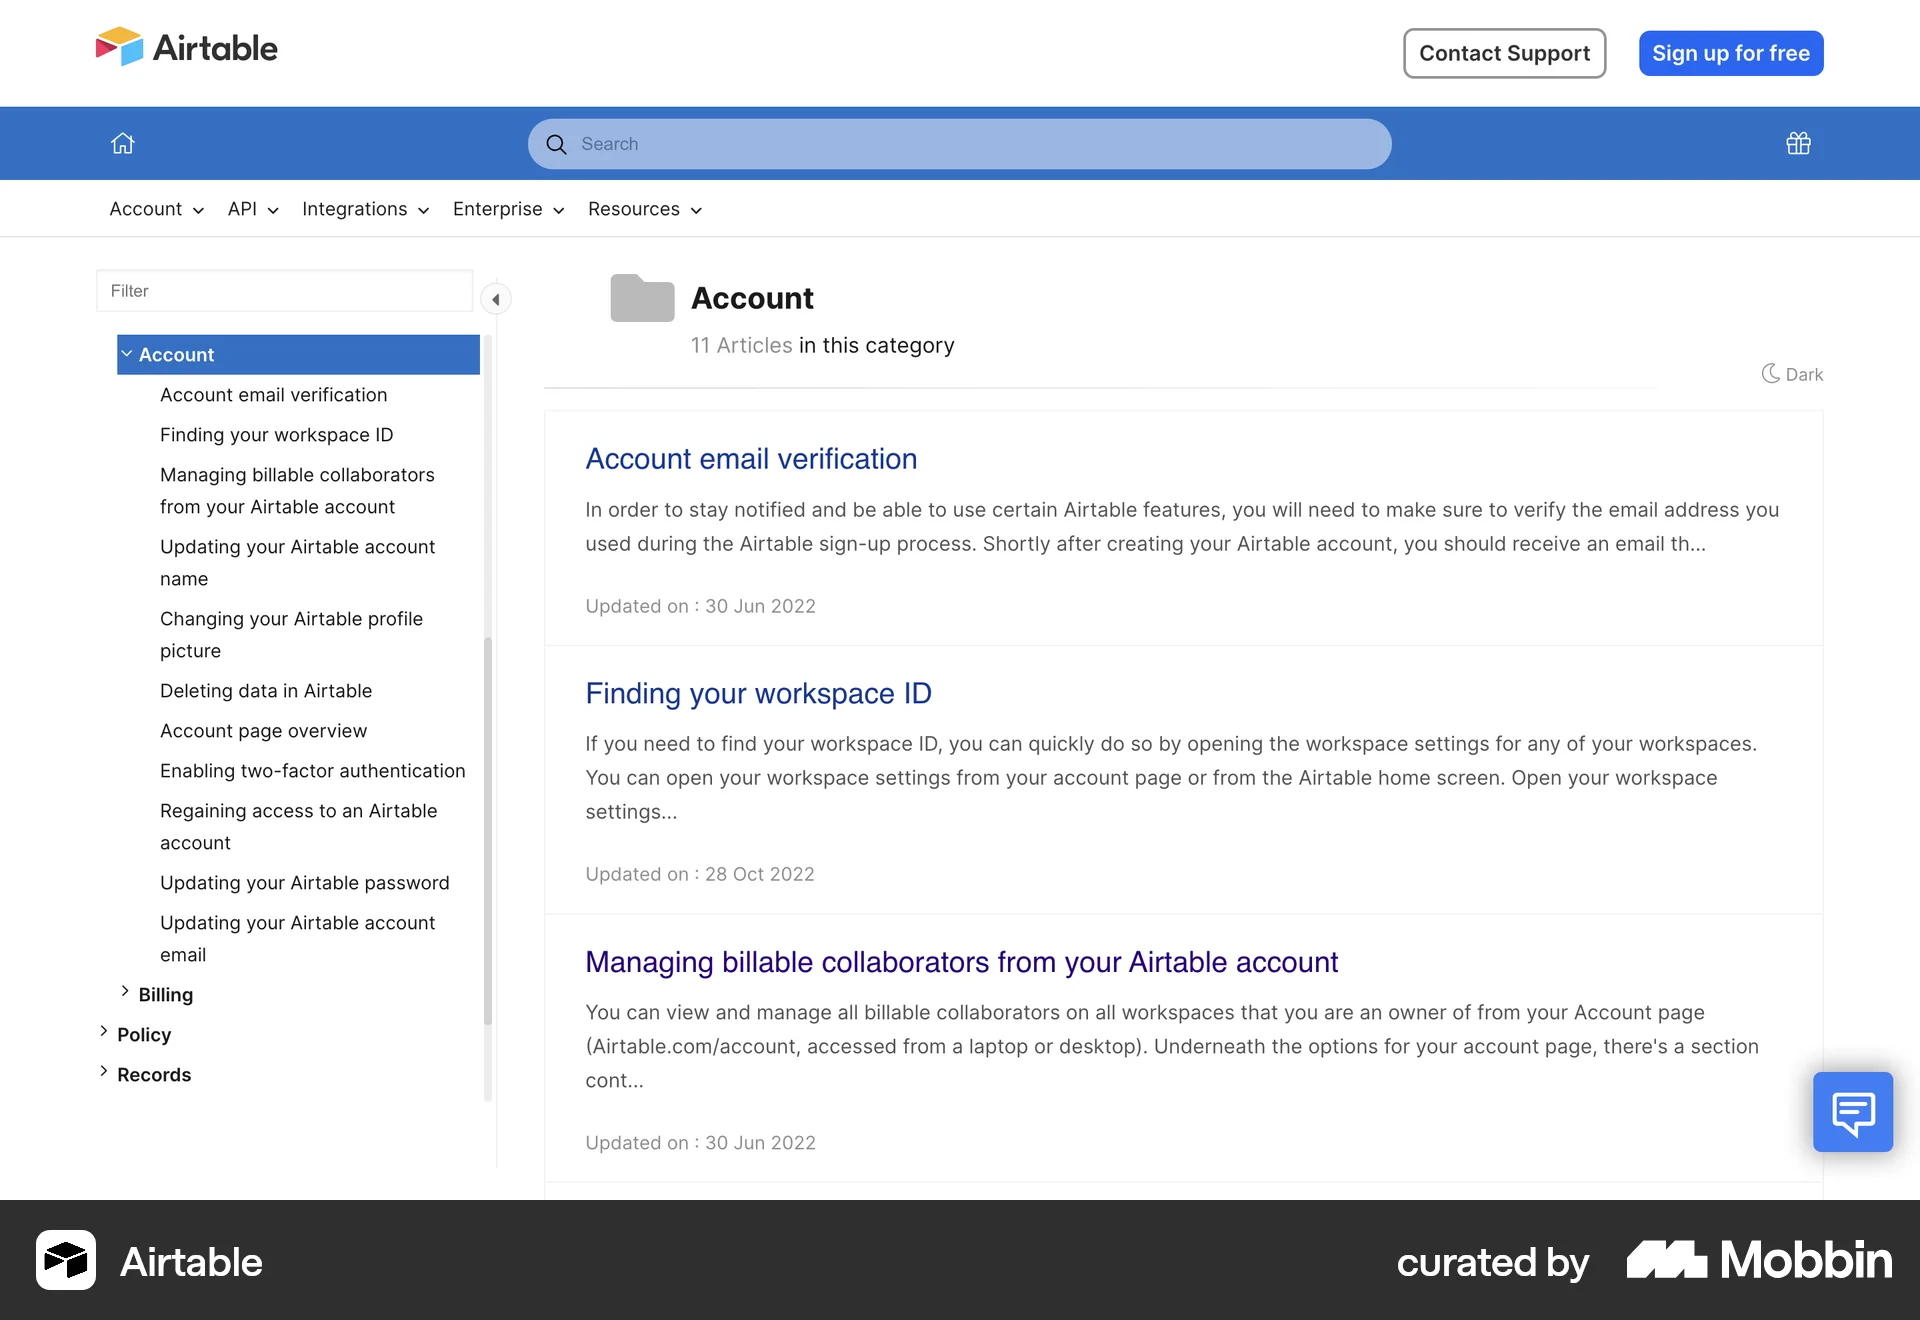 Airtable
Contact Support
Sign up for free
Search
Account
API
Integrations
Enterprise
Resources
Filter
Account
Account email verification
Finding your workspace ID
Managing billable collaborators
from your Airtable account
Updating your Airtable account
name
Changing your Airtable profile
picture
Deleting data in Airtable
Account page overview
Enabling two-factor authentication
Regaining access to an Airtable
account
Updating your Airtable password
Updating your Airtable account
email
Billing
Policy
Records
Account
11 Articles in this category
Dark
Account email verification
In order to stay notified and be able to use certain Airtable features, you will need to make sure to verify the email address you
used during the Airtable sign-up process. Shortly after creating your Airtable account, you should receive an email th...
Updated on : 30 Jun 2022
Finding your workspace ID
If you need to find your workspace ID, you can quickly do so by opening the workspace settings for any of your workspaces.
You can open your workspace settings from your account page or from the Airtable home screen. Open your workspace
settings...
Updated on : 28 Oct 2022
Managing billable collaborators from your Airtable account
You can view and manage all billable collaborators on all workspaces that you are an owner of from your Account page
(Airtable.com/account, accessed from a laptop or desktop). Underneath the options for your account page, there's a section
cont...
Updated on : 30 Jun 2022
Airtable
curated by
Mobbin